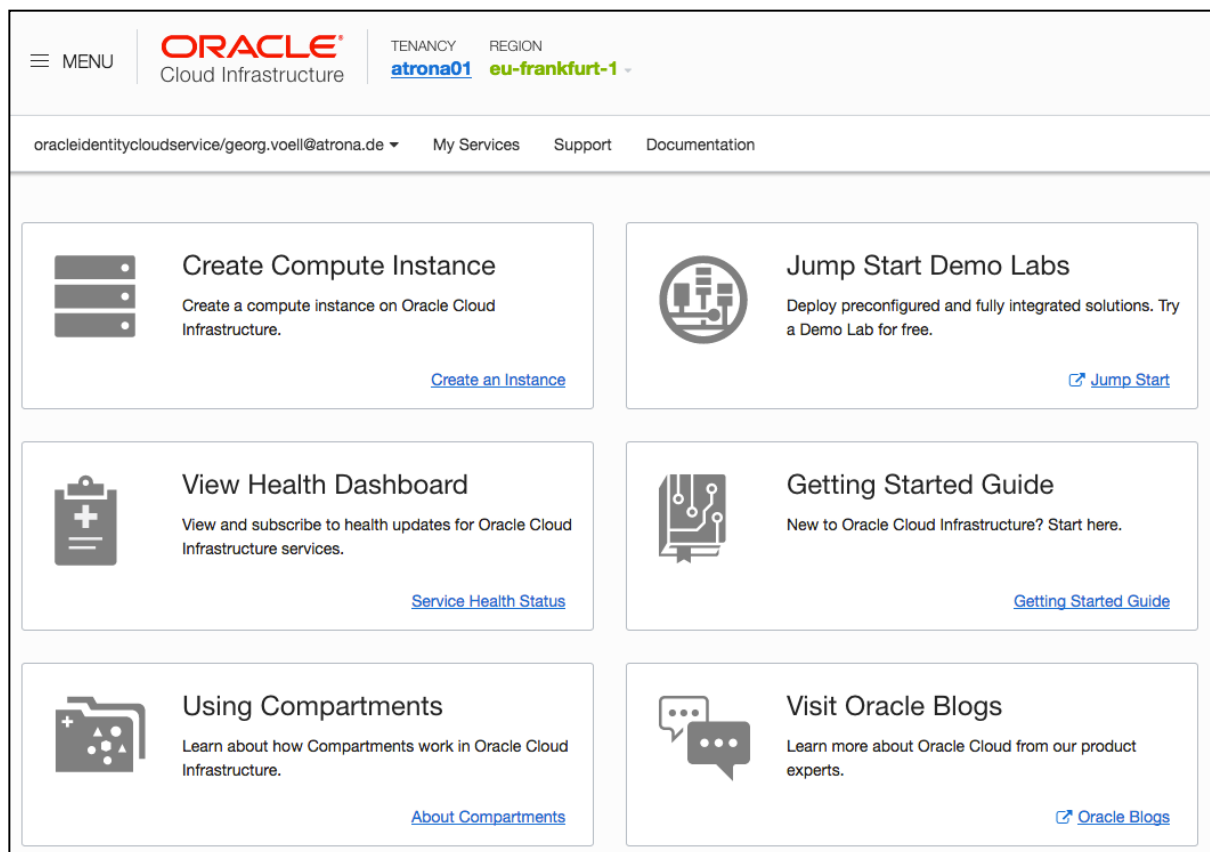 MENU
ORACLE
Cloud Infrastructure
TENANCY REGION
atrona01 eu-frankfurt-1
oracleidentitycloudservice/georg.voell@atrona.de My Services Support Documentation
Create Compute Instance
Create a compute instance on Oracle Cloud
Infrastructure.
Create an Instance
Jump Start Demo Labs
Deploy preconfigured and fully integrated solutions. Try
a Demo Lab for free.
Jump Start
View Health Dashboard
View and subscribe to health updates for Oracle Cloud
Infrastructure services.
Service Health Status
Getting Started Guide
New to Oracle Cloud Infrastructure? Start here.
Getting Started Guide
Using Compartments
Learn about how Compartments work in Oracle Cloud
Infrastructure.
About Compartments
Visit Oracle Blogs
Learn more about Oracle Cloud from our product
experts.
Oracle Blogs